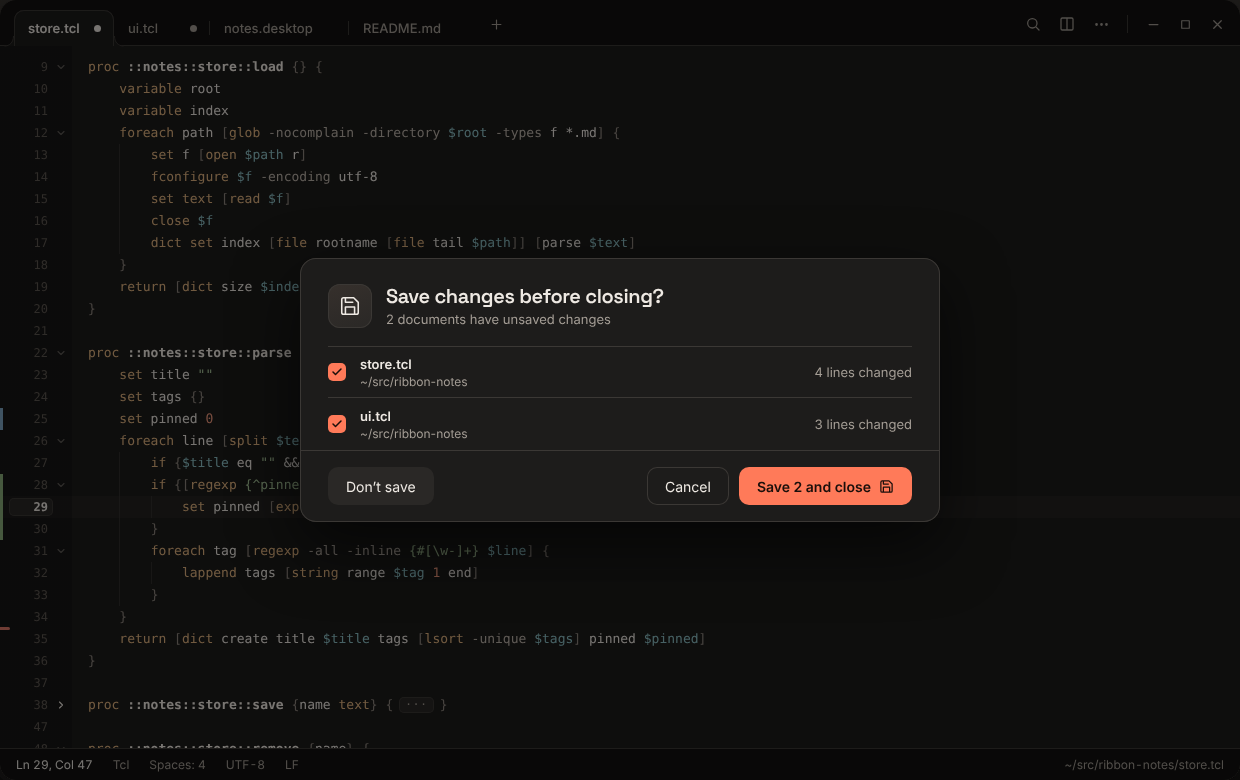 store.tcl ui.tcl notes.desktop README.md
9 proc ::notes::store::load {} {
10 variable root
11 variable index
12 foreach path [glob -nocomplain -directory $root -types f *.md] {
13 set f [open $path r]
14 fconfigure $f -encoding utf-8
15 set text [read $f]
16 close $f
17 dict set index [file rootname [file tail $path]] [parse $text]
18 }
19 return [dict size $inde
20 }
21
22 proc ::notes::store::parse
23 set title ""
24 set tags {}
25 set pinned 0
26 foreach line [split $te
27 if {$title eq "" &&
28 if {[regexp {^pinne
29 set pinned [exp
30 }
31 foreach tag [regexp -all -inline {#[\w-]+} $line] {
32 lappend tags [string range $tag 1 end]
33 }
34 }
35 return [dict create title $title tags [lsort -unique $tags] pinned $pinned]
36 }
37
38 proc ::notes::store::save {name text} { ··· }
47
48 proc ::notes::store::remove {name} {
Save changes before closing?
2 documents have unsaved changes
store.tcl
~/src/ribbon-notes
4 lines changed
ui.tcl
~/src/ribbon-notes
3 lines changed
Don't save Cancel Save 2 and close
Ln 29, Col 47 Tcl Spaces: 4 UTF-8 LF ~/src/ribbon-notes/store.tcl